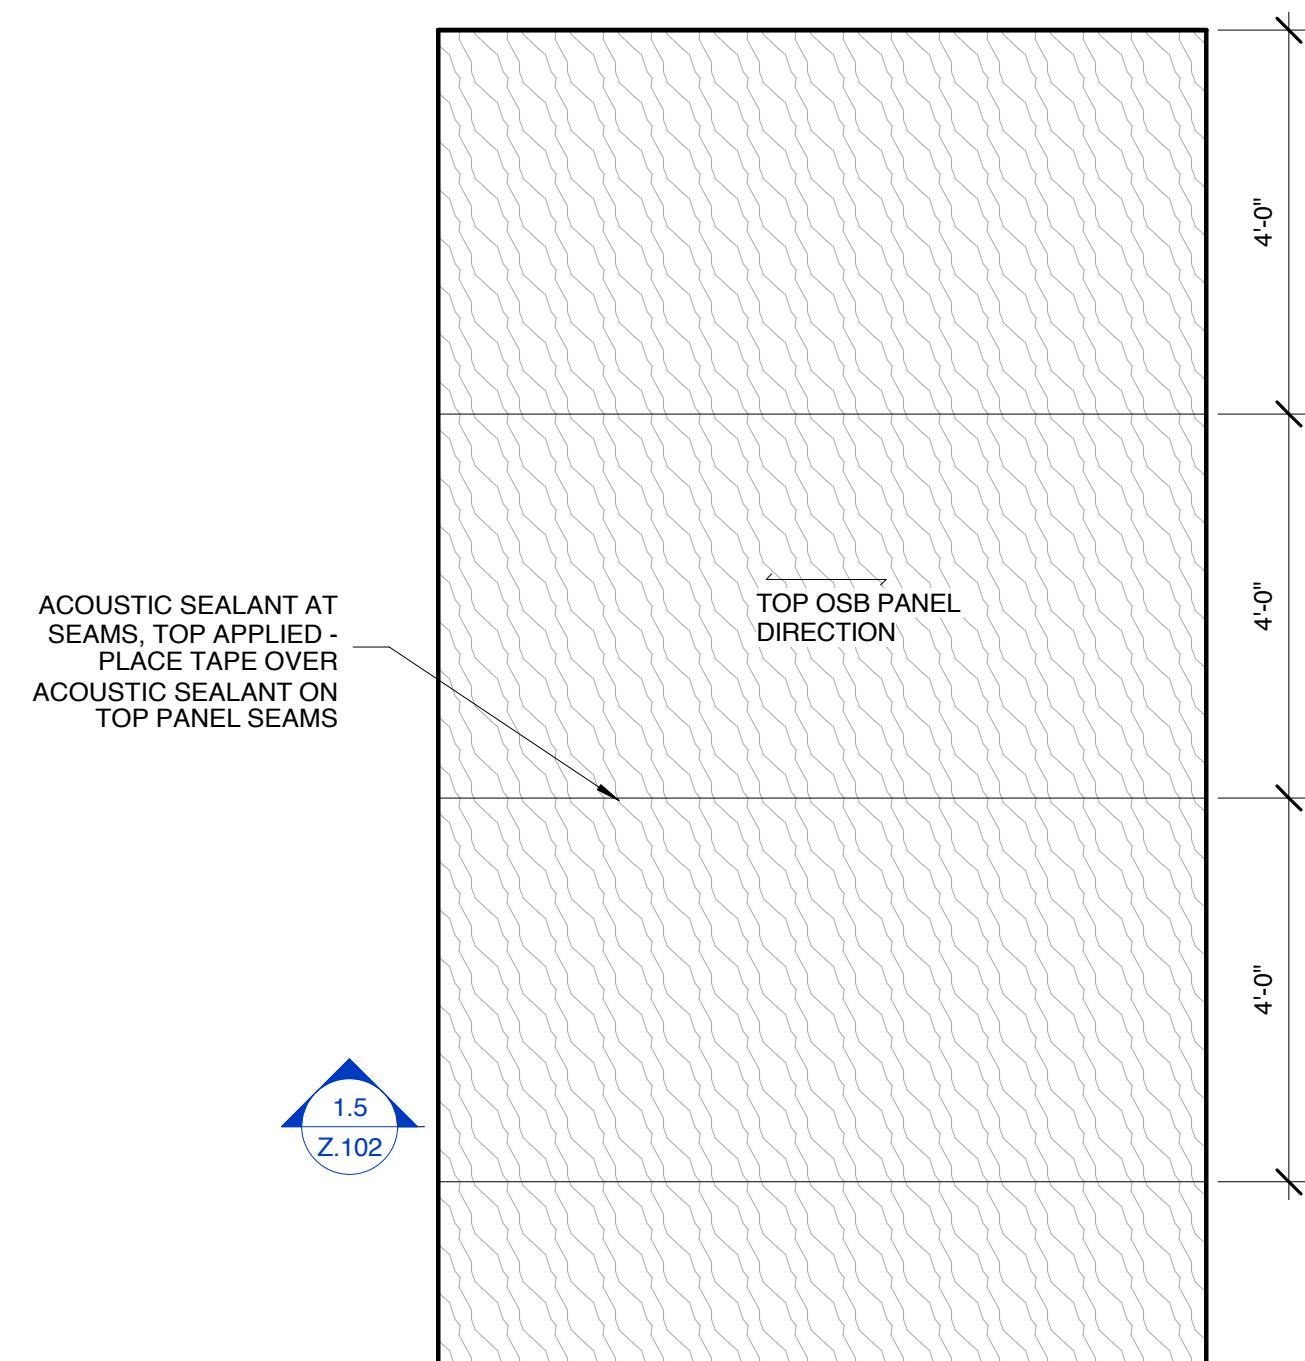 4'-0"
4'-0"
TOP OSB PANEL
DIRECTION
ACOUSTIC SEALANT AT
SEAMS, TOP APPLIED -
PLACE TAPE OVER
ACOUSTIC SEALANT ON
TOP PANEL SEAMS
4'-0"
1.5
Z.102